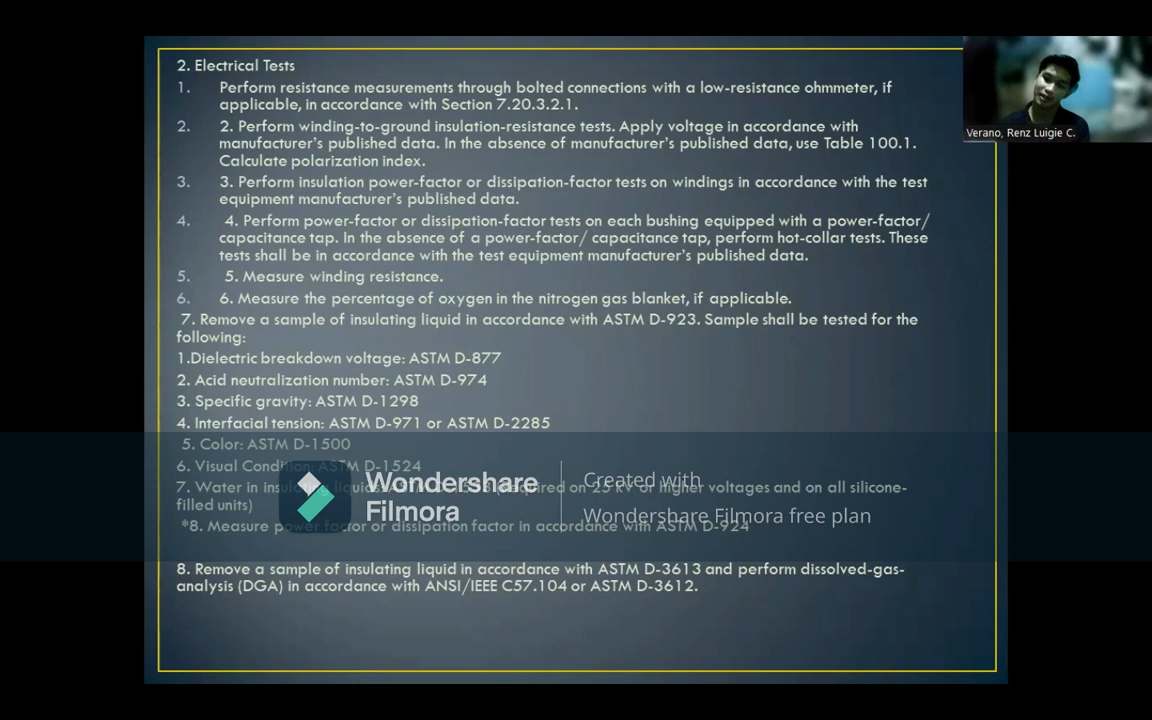 2. Electrical Tests
1. Perform resistance measurements through bolted connections with a low-resistance ohmmeter, if
applicable, in accordance with Section 7.20.3.2.1.
2. 2. Perform winding-to-ground insulation-resistance tests. Apply voltage in accordance with
manufacturer's published data. In the absence of manufacturer's published data, use Table 100.1.
Calculate polarization index.
3. 3. Perform insulation power-factor or dissipation-factor tests on windings in accordance with the test
equipment manufacturer's published data.
4. 4. Perform power-factor or dissipation-factor tests on each bushing equipped with a power-factor/
capacitance tap. In the absence of a power-factor/ capacitance tap, perform hot-collar tests. These
tests shall be in accordance with the test equipment manufacturer's published data.
5. 5. Measure winding resistance.
6. 6. Measure the percentage of oxygen in the nitrogen gas blanket, if applicable.
7. Remove a sample of insulating liquid in accordance with ASTM D-923. Sample shall be tested for the
following:
1.Dielectric breakdown voltage: ASTM D-877
2. Acid neutralization number: ASTM D-974
3. Specific gravity: ASTM D-1298
4. Interfacial tension: ASTM D-971 or ASTM D-2285
5. Color: ASTM D-1500
6. Visual Condition: ASTM D-1524
7. Water in insulating liquids: (Required on 25 kV or higher voltages and on all silicone-
filled units)
*8. Measure power factor or dissipation factor in accordance with ASTM D-924
8. Remove a sample of insulating liquid in accordance with ASTM D-3613 and perform dissolved-gas-
analysis (DGA) in accordance with ANSI/IEEE C57.104 or ASTM D-3612.
Verano, Renz Luigie C.
Wondershare
Filmora
Created with
Wondershare Filmora free plan